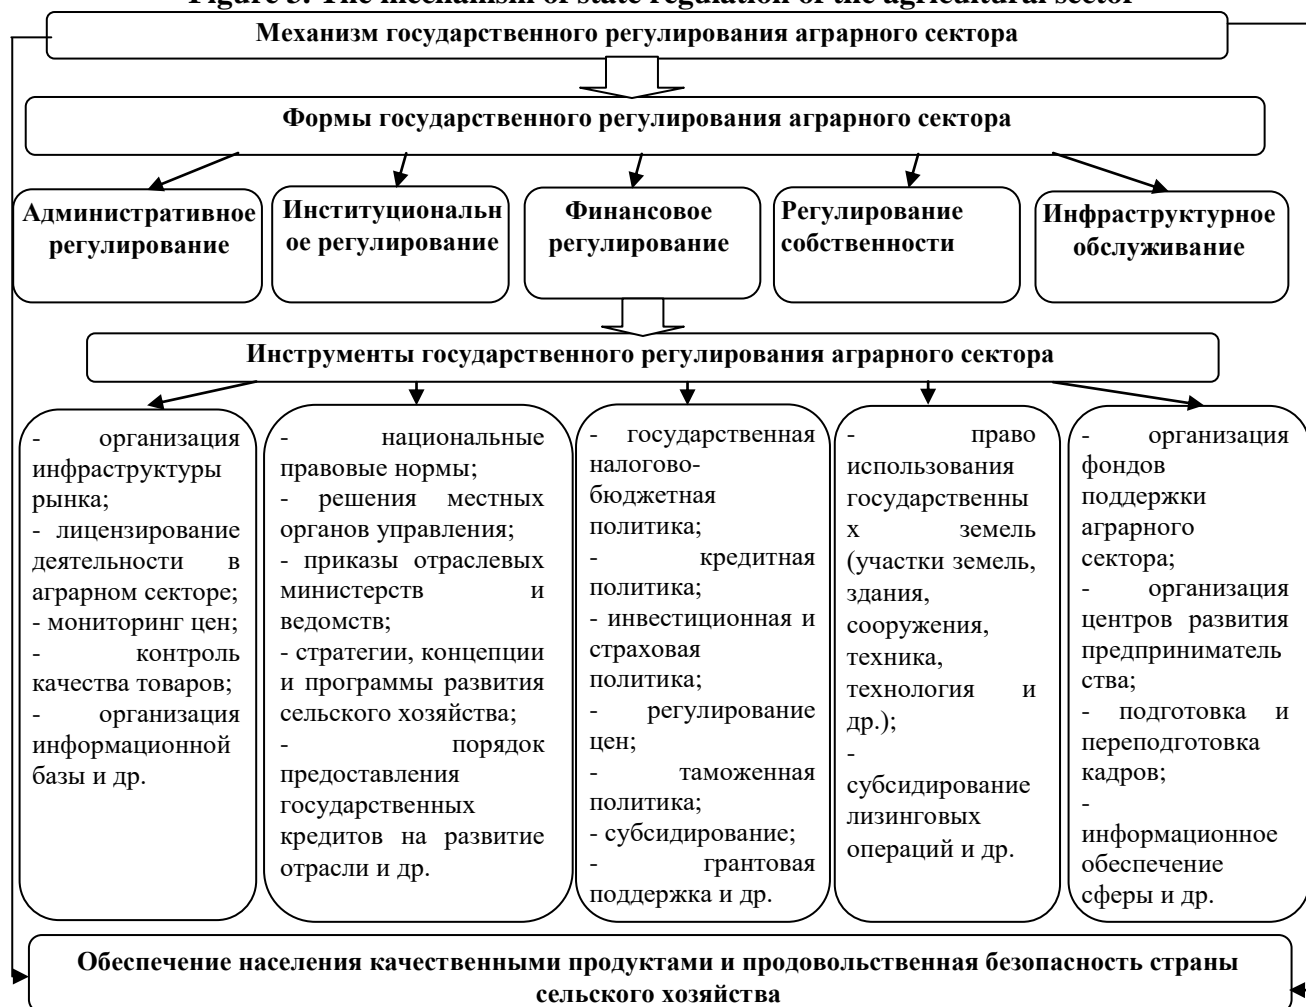 Figure 3. The mechanism of state regulation of the agricultural sector
Механизм государственного регулирования аграрного сектора
Формы государственного регулирования аграрного сектора
Административное
регулирование
Институциональн
ое регулирование
Финансовое
регулирование
Регулирование
собственности
Инфраструктурное
обслуживание
Инструменты государственного регулирования аграрного сектора
- организация
инфраструктуры
рынка;
- лицензирование
деятельности в
аграрном секторе;
- мониторинг цен;
- контроль
качества товаров;
- организация
информационной
базы и др.
- национальные
правовые нормы;
- решения местных
органов управления;
- приказы отраслевых
министерств и
ведомств;
- стратегии, концепции
и программы развития
сельского хозяйства;
- порядок
предоставления
государственных
кредитов на развитие
отрасли и др.
- государственная
налогово-
бюджетная
политика;
- кредитная
политика;
- инвестиционная и
страховая
политика;
- регулирование
цен;
- таможенная
политика;
- субсидирование;
- грантовая
поддержка и др.
- право
использования
государственны
х земель
(участки земель,
здания,
сооружения,
техника,
технология и
др.);
-
субсидирование
лизинговых
операций и др.
- организация
фондов
поддержки
аграрного
сектора;
- организация
центров развития
предприниматель
ства;
- подготовка и
переподготовка
кадров;
-
информационное
обеспечение
сферы и др.
Обеспечение населения качественными продуктами и продовольственная безопасность страны
сельского хозяйства